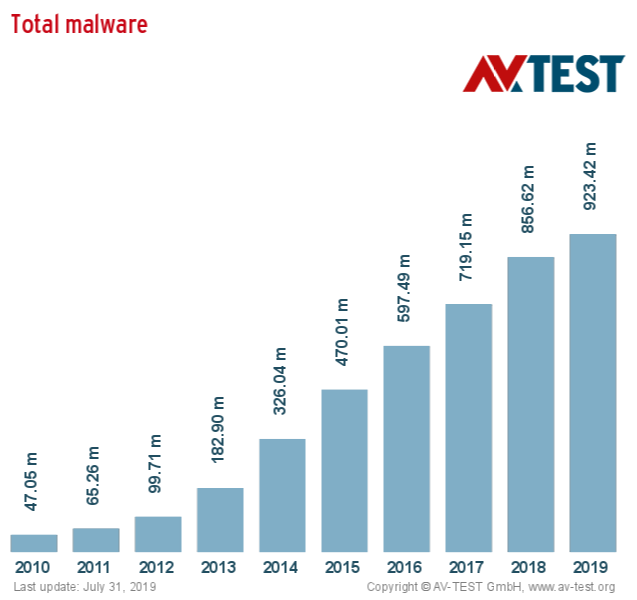 Total malware
AVTEST
47.05 m
65.26 m
99.71 m
182.90 m
326.04 m
470.01 m
597.49 m
719.15 m
856.62 m
923.42 m
2010 2011 2012 2013 2014 2015 2016 2017 2018 2019
Last update: July 31, 2019 Copyright © AV-TEST GmbH, www.av-test.org